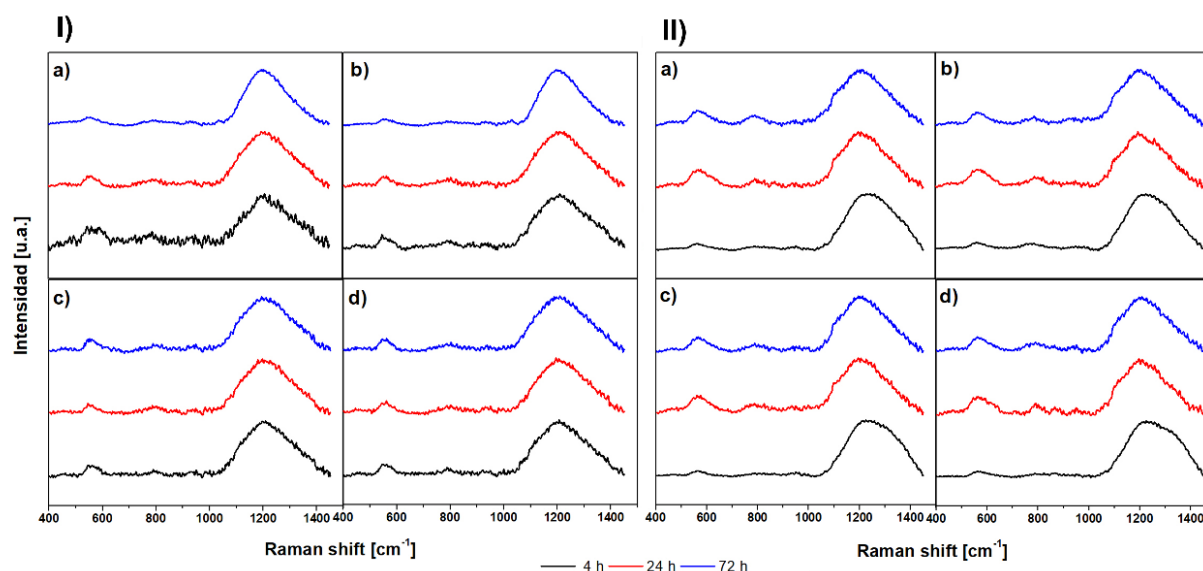 I) II)
a) b) a) b)
c) d) c) d)
Intensidad [u.a.]
400 600 800 1000 1200 1400 400 600 800 1000 1200 1400 400 600 800 1000 1200 1400 400 600 800 1000 1200 1400
Raman shift [cm-1] Raman shift [cm-1]
4 h 24 h 72 h